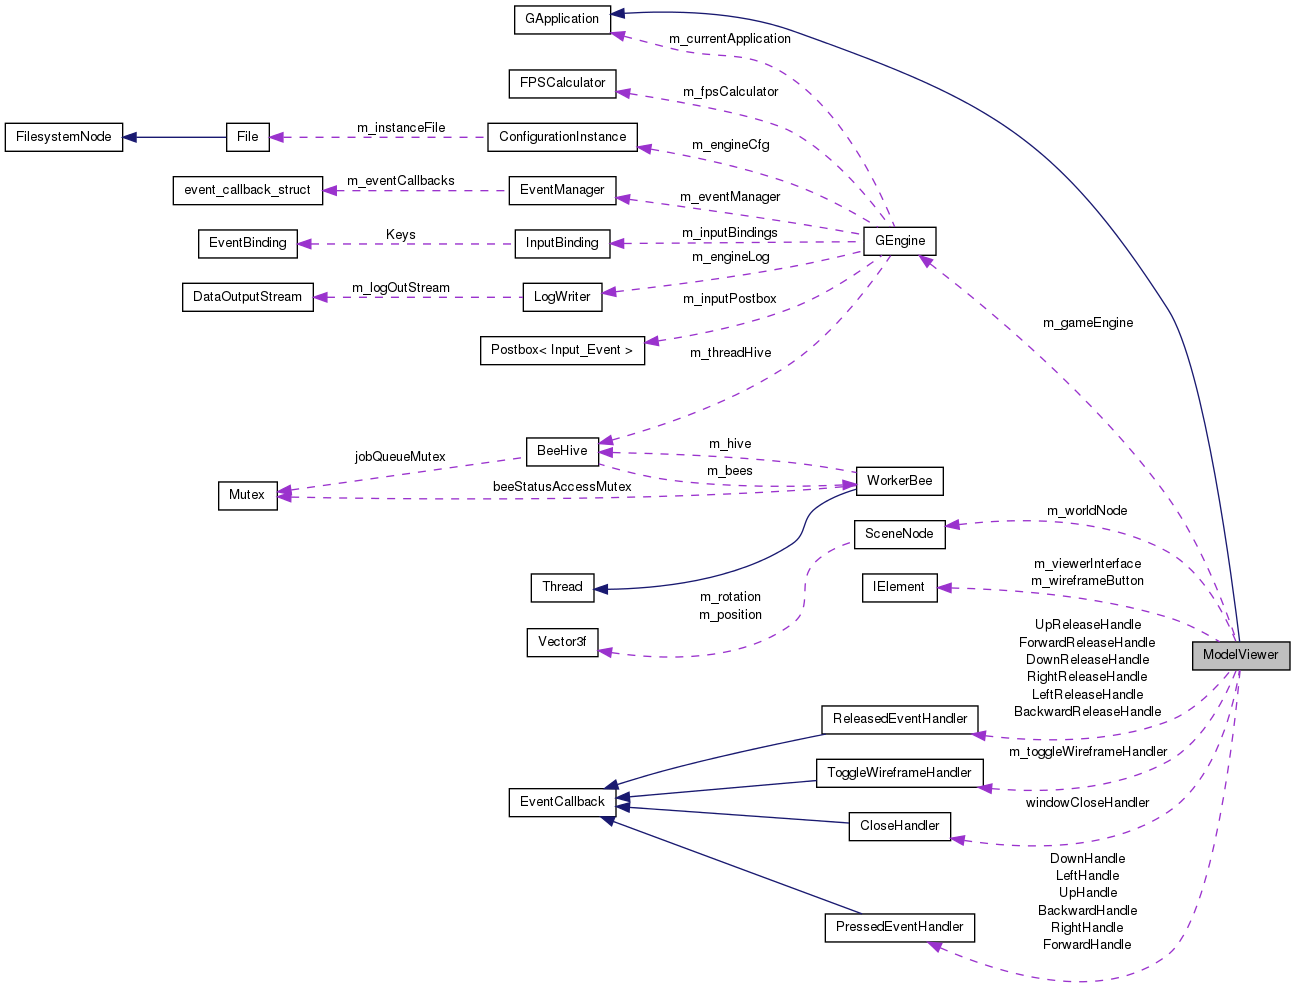 GApplication
m_currentApplication
FPSCalculator
m_fpsCalculator
FilesystemNode
File
m_instanceFile
ConfigurationInstance
m_engineCfg
event_callback_struct
m_eventCallbacks
EventManager
m_eventManager
EventBinding
Keys
InputBinding
m_inputBindings
GEngine
DataOutputStream
m_logOutStream
LogWriter
m_engineLog
m_inputPostbox
Postbox< Input_Event >
m_threadHive
m_gameEngine
BeeHive
m_hive
jobQueueMutex
m_bees
WorkerBee
Mutex
beeStatusAccessMutex
m_worldNode
SceneNode
Thread
m_viewerInterface
m_wireframeButton
IElement
m_rotation
m_position
Vector3f
ModelViewer
UpReleaseHandle
ForwardReleaseHandle
DownReleaseHandle
RightReleaseHandle
LeftReleaseHandle
BackwardReleaseHandle
ReleasedEventHandler
m_toggleWireframeHandler
ToggleWireframeHandler
EventCallback
windowCloseHandler
CloseHandler
DownHandle
LeftHandle
UpHandle
BackwardHandle
RightHandle
ForwardHandle
PressedEventHandler